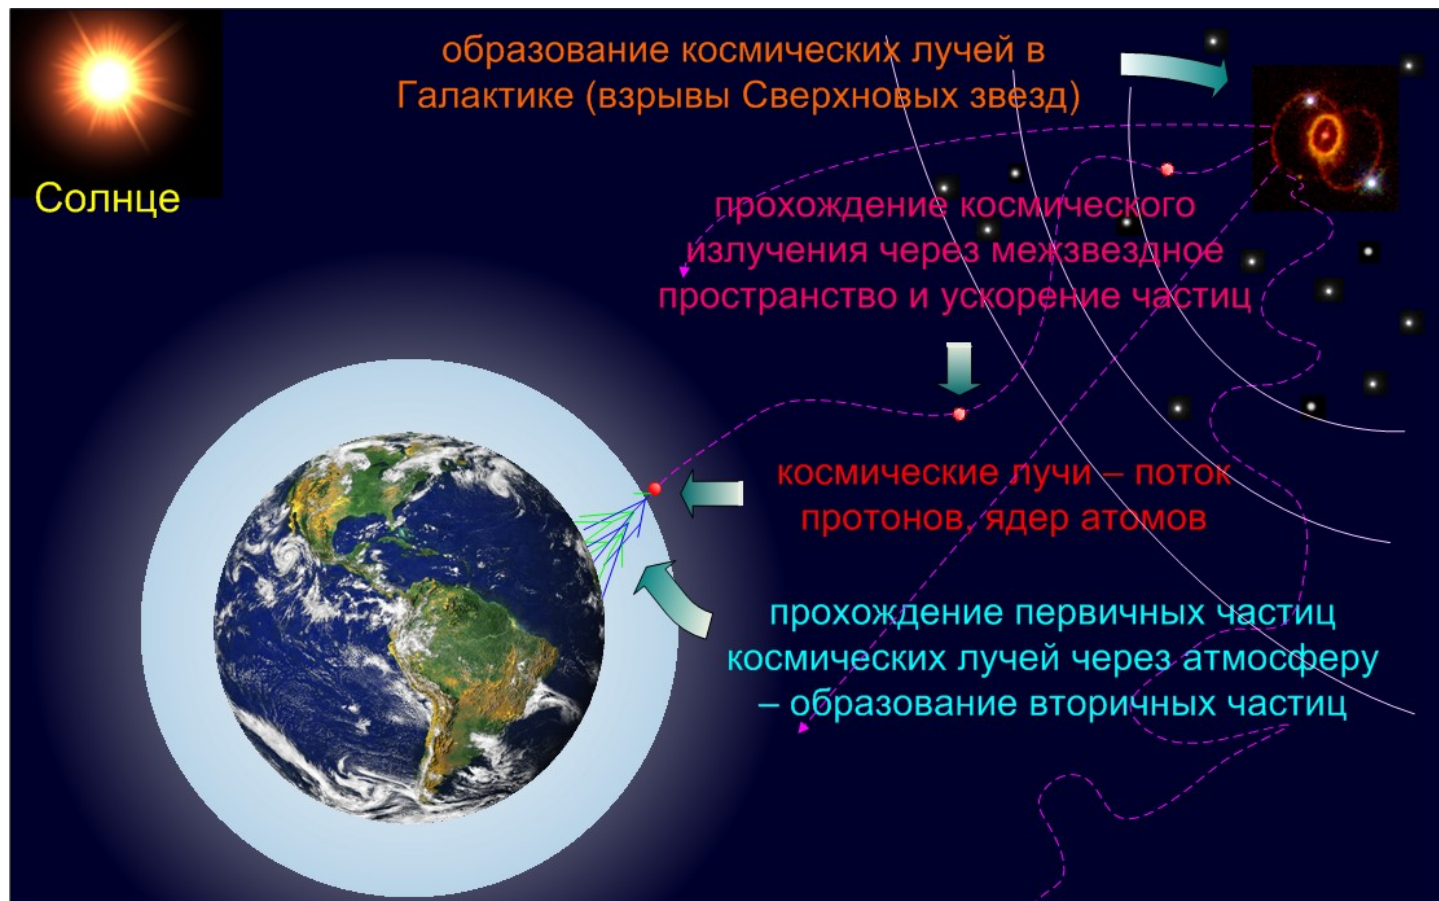 образование космических лучей в
Галактике (взрывы Сверхновых звезд)
Солнце
прохождение космического
излучения через межзвездное
пространство и ускорение частиц
космические лучи – поток
протонов, ядер атомов
прохождение первичных частиц
космических лучей через атмосферу
– образование вторичных частиц